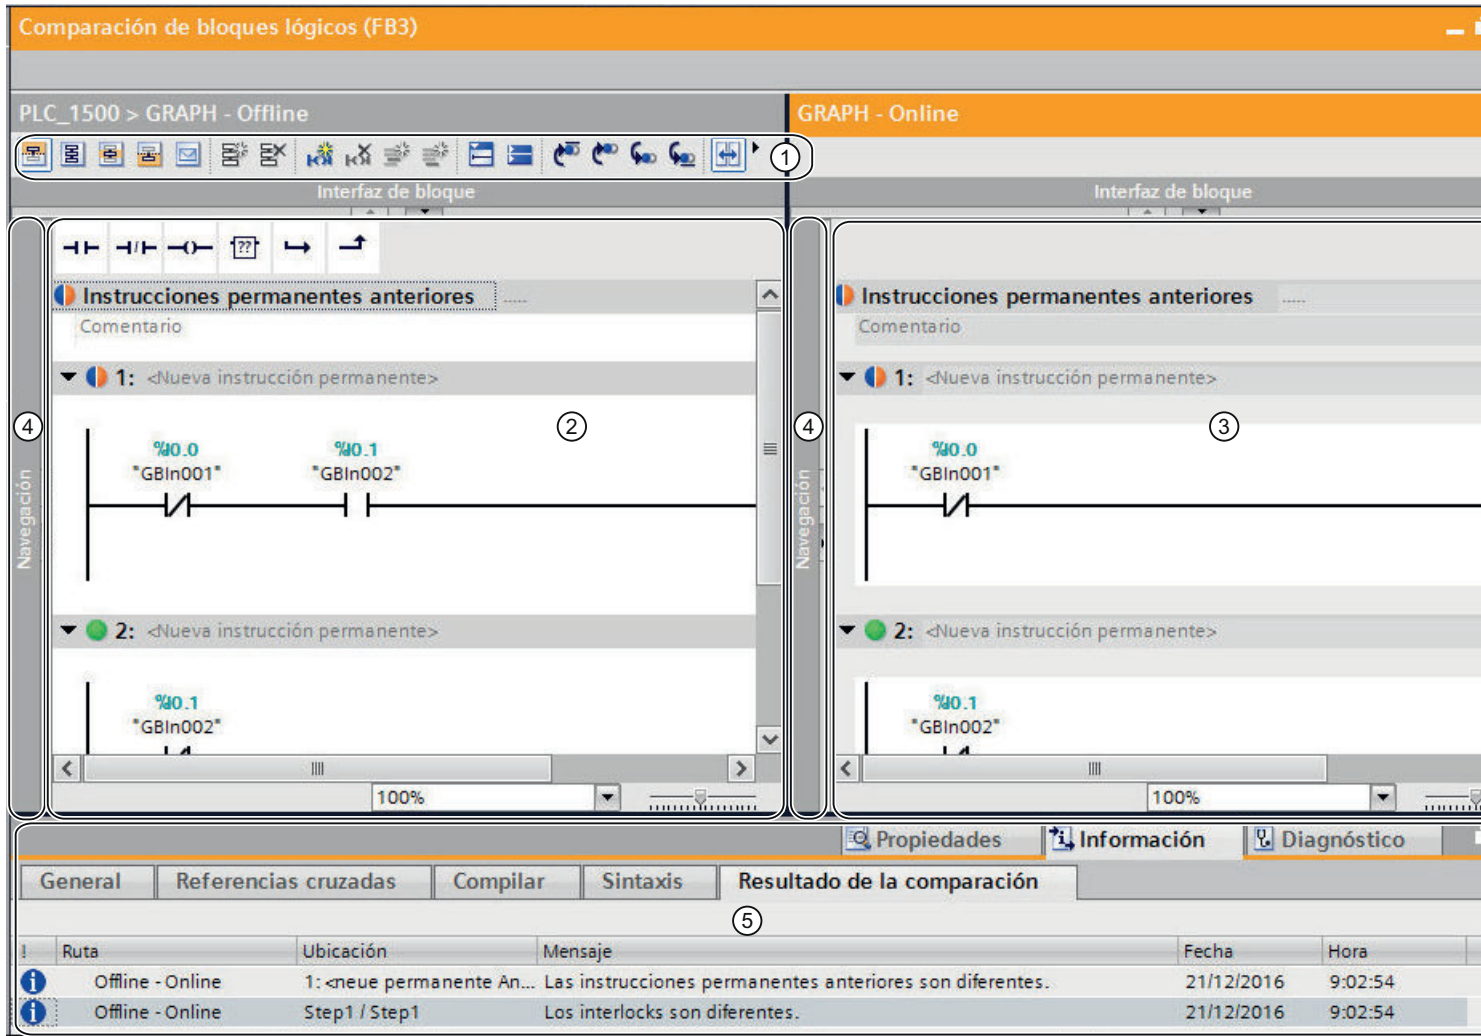 Comparación de bloques lógicos (FB3)
PLC_1500 > GRAPH - Offline
GRAPH - Online
1
Interfaz de bloque
Interfaz de bloque
??
Instrucciones permanentes anteriores .....
Comentario
1: <Nueva instrucción permanente>
%I0.0
"GBIn001"
%I0.1
"GBIn002"
2
4
Navegación
2: <Nueva instrucción permanente>
%I0.1
"GBIn002"
100%
Instrucciones permanentes anteriores .....
Comentario
1: <Nueva instrucción permanente>
%I0.0
"GBIn001"
3
4
Navegación
2: <Nueva instrucción permanente>
%I0.1
"GBIn002"
100%
Propiedades Información Diagnóstico
General Referencias cruzadas Compilar Sintaxis Resultado de la comparación
5
! Ruta Ubicación Mensaje Fecha Hora
Offline - Online 1: <neue permanente An... Las instrucciones permanentes anteriores son diferentes. 21/12/2016 9:02:54
Offline - Online Step1 / Step1 Los interlocks son diferentes. 21/12/2016 9:02:54